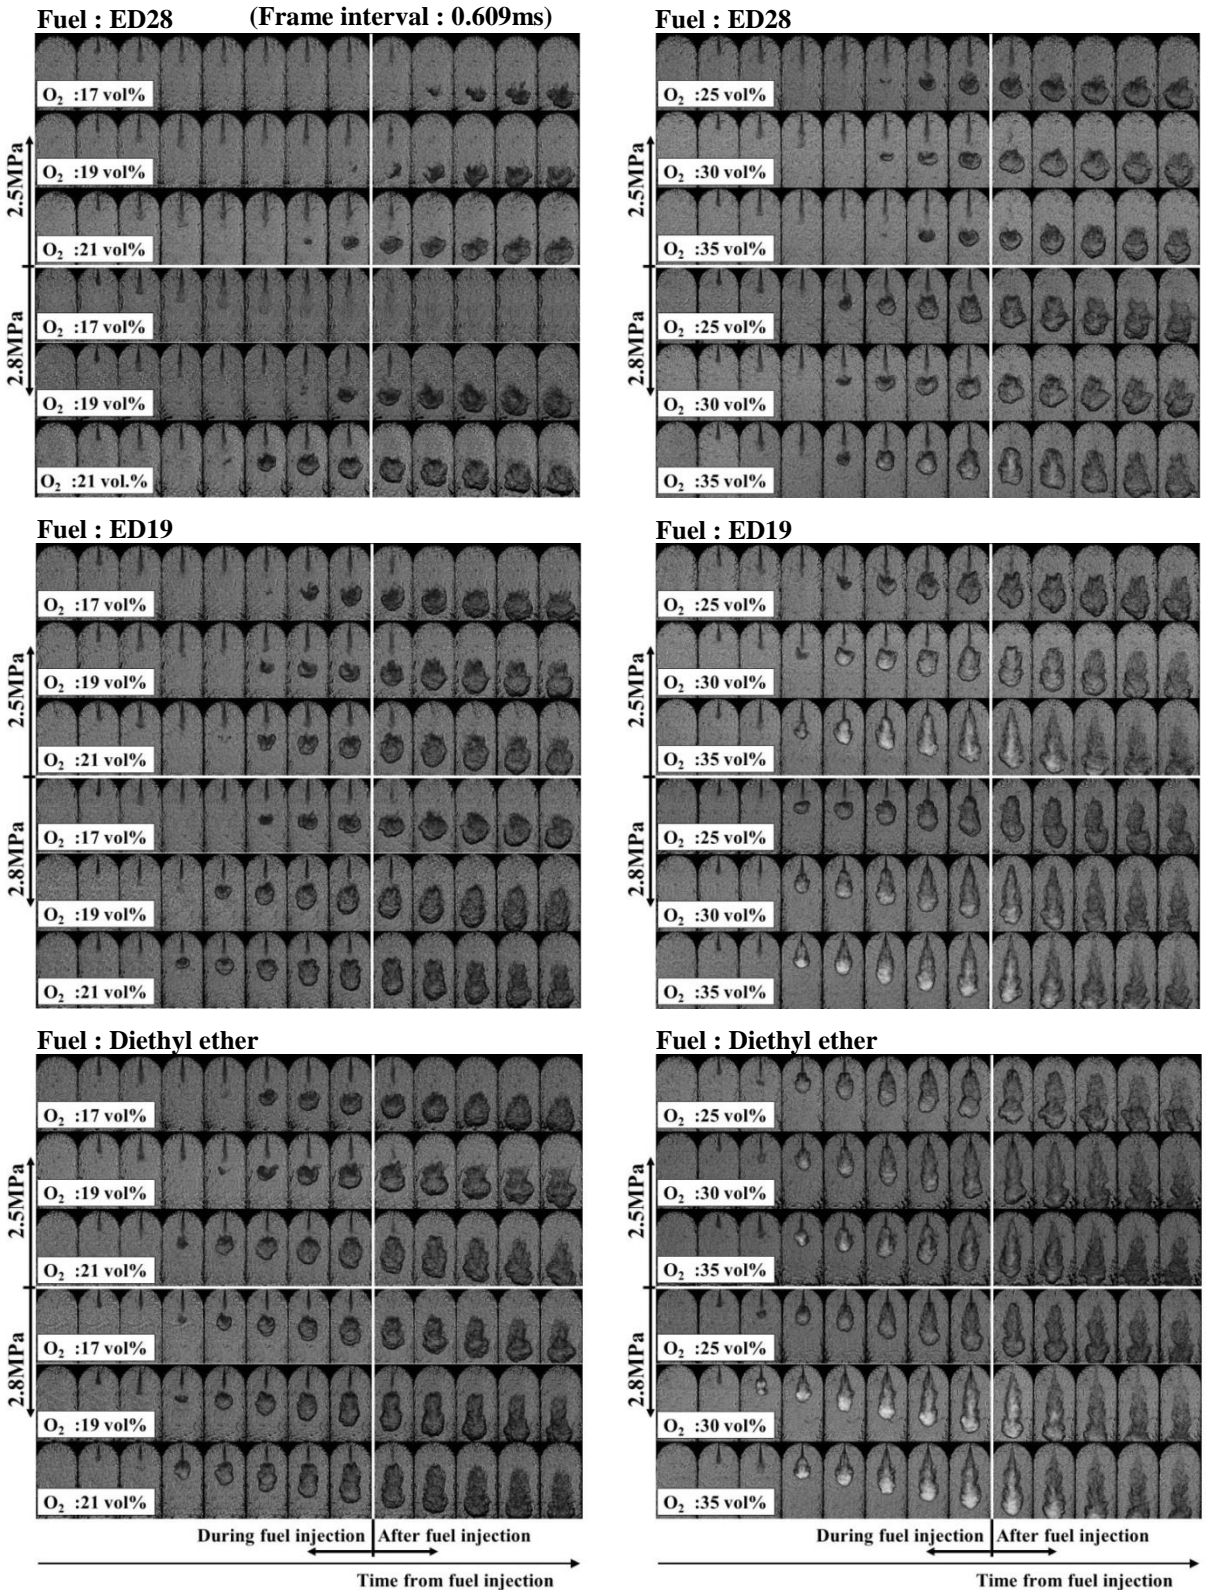 Fuel : ED28
(Frame interval : 0.609ms)
O2 :17 vol%
O2 :19 vol%
O2 :21 vol%
O2 :17 vol%
O2 :19 vol%
O2 :21 vol.%
2.5MPa
2.8MPa
Fuel : ED28
O2 :25 vol%
O2 :30 vol%
O2 :35 vol%
O2 :25 vol%
O2 :30 vol%
O2 :35 vol%
2.5MPa
2.8MPa
Fuel : ED19
O2 :17 vol%
O2 :19 vol%
O2 :21 vol%
O2 :17 vol%
O2 :19 vol%
O2 :21 vol%
2.5MPa
2.8MPa
Fuel : ED19
O2 :25 vol%
O2 :30 vol%
O2 :35 vol%
O2 :25 vol%
O2 :30 vol%
O2 :35 vol%
2.5MPa
2.8MPa
Fuel : Diethyl ether
O2 :17 vol%
O2 :19 vol%
O2 :21 vol%
O2 :17 vol%
O2 :19 vol%
O2 :21 vol%
2.5MPa
2.8MPa
During fuel injection
After fuel injection
Time from fuel injection
Fuel : Diethyl ether
O2 :25 vol%
O2 :30 vol%
O2 :35 vol%
O2 :25 vol%
O2 :30 vol%
O2 :35 vol%
2.5MPa
2.8MPa
During fuel injection
After fuel injection
Time from fuel injection